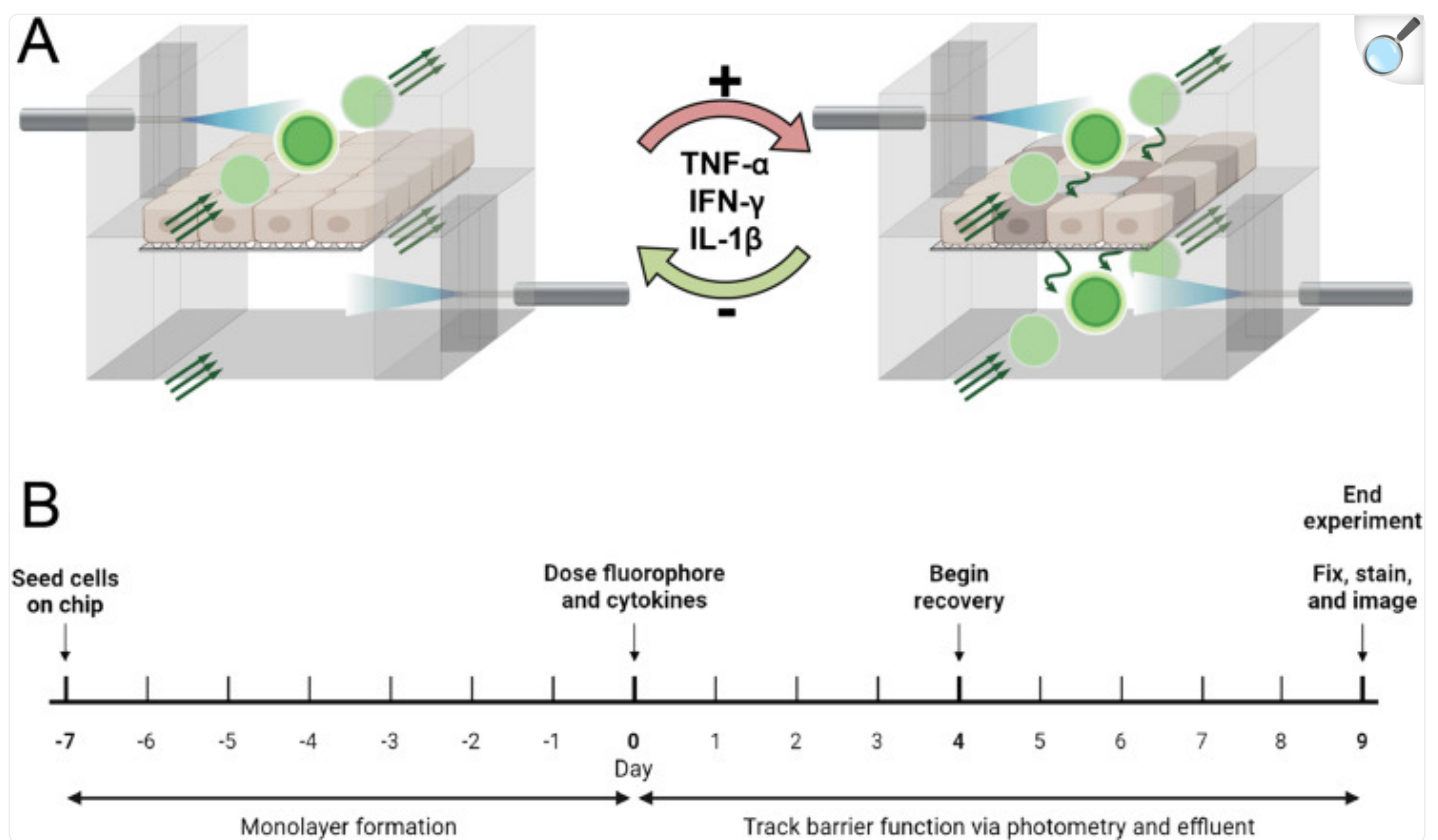 A
+
TNF-α
IFN-γ
IL-1β
-
B
End
experiment
Seed cells
on chip
Dose fluorophore
and cytokines
Begin
recovery
Fix, stain,
and image
-7 -6 -5 -4 -3 -2 -1 0 1 2 3 4 5 6 7 8 9
Day
Monolayer formation
Track barrier function via photometry and effluent